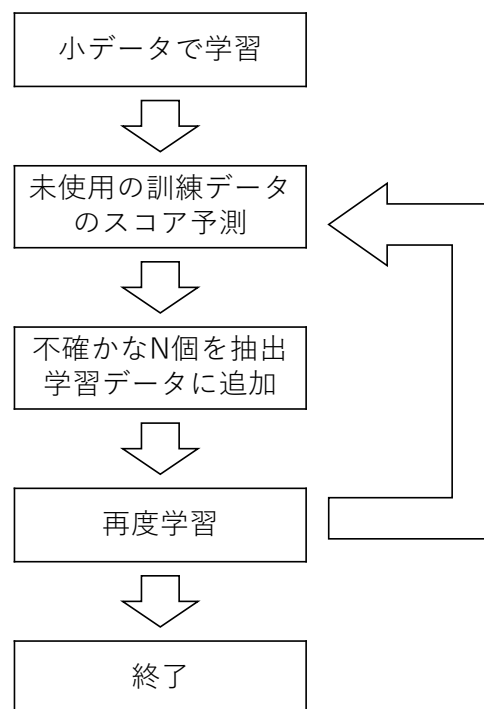 小データで学習
未使用の訓練データ
のスコア予測
不確かなN個を抽出
学習データに追加
再度学習
終了